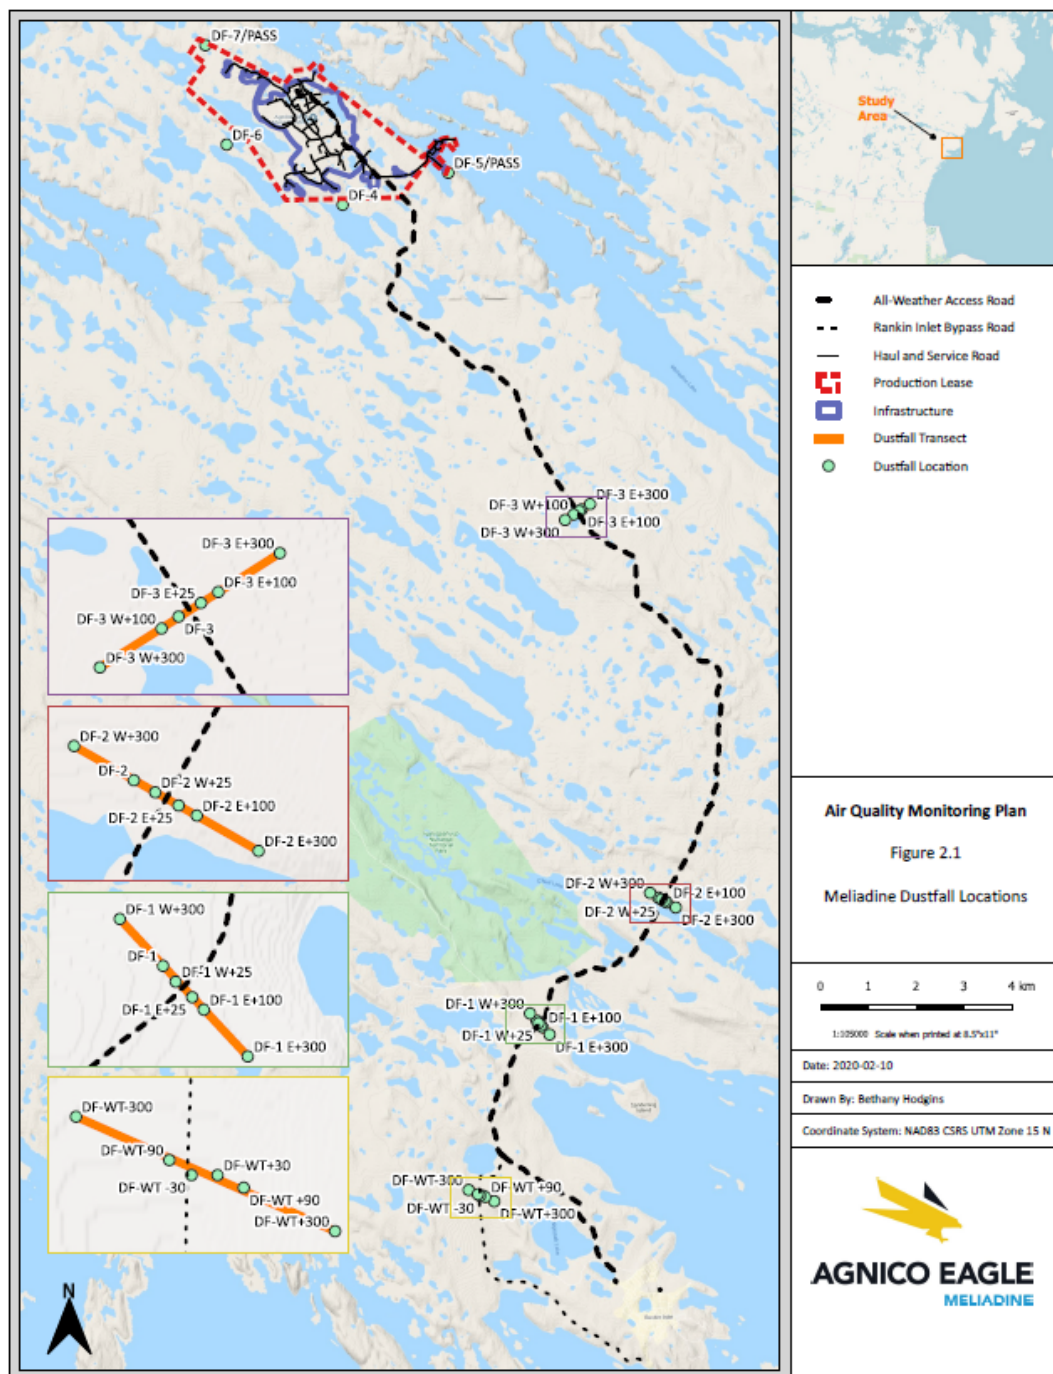 DF-7/PASS
DF-6
DF-5/PASS
DF-4
DF-3 W+100
DF-3 E+300
DF-3 W+300
DF-3 E+100
DF-3 E+300
DF-3 E+25
DF-3 E+100
DF-3 W+100
DF-3
DF-3 W+300
DF-2 W+300
DF-2
DF-2 W+25
DF-2 E+25
DF-2 E+100
DF-2 E+300
DF-2 W+300
DF-2 E+100
DF-2 W+25
DF-2 E+300
DF-1 W+300
DF-1
DF-1 W+25
DF-1 E+25
DF-1 E+100
DF-1 E+300
DF-1 W+300
DF-1 E+100
DF-1 W+25
DF-1 E+300
DF-WT-300
DF-WT-90
DF-WT+30
DF-WT -30
DF-WT +90
DF-WT+300
DF-WT-300
DF-WT +90
DF-WT -30
DF-WT+300
N
Study
Area
All-Weather Access Road
Rankin Inlet Bypass Road
Haul and Service Road
Production Lease
Infrastructure
Dustfall Transect
Dustfall Location
Air Quality Monitoring Plan
Figure 2.1
Meliadine Dustfall Locations
0 1 2 3 4 km
1:105000 Scale when printed at 8.5"x11"
Date: 2020-02-10
Drawn By: Bethany Hodgins
Coordinate System: NAD83 CSRS UTM Zone 15 N
AGNICO EAGLE
MELIADINE